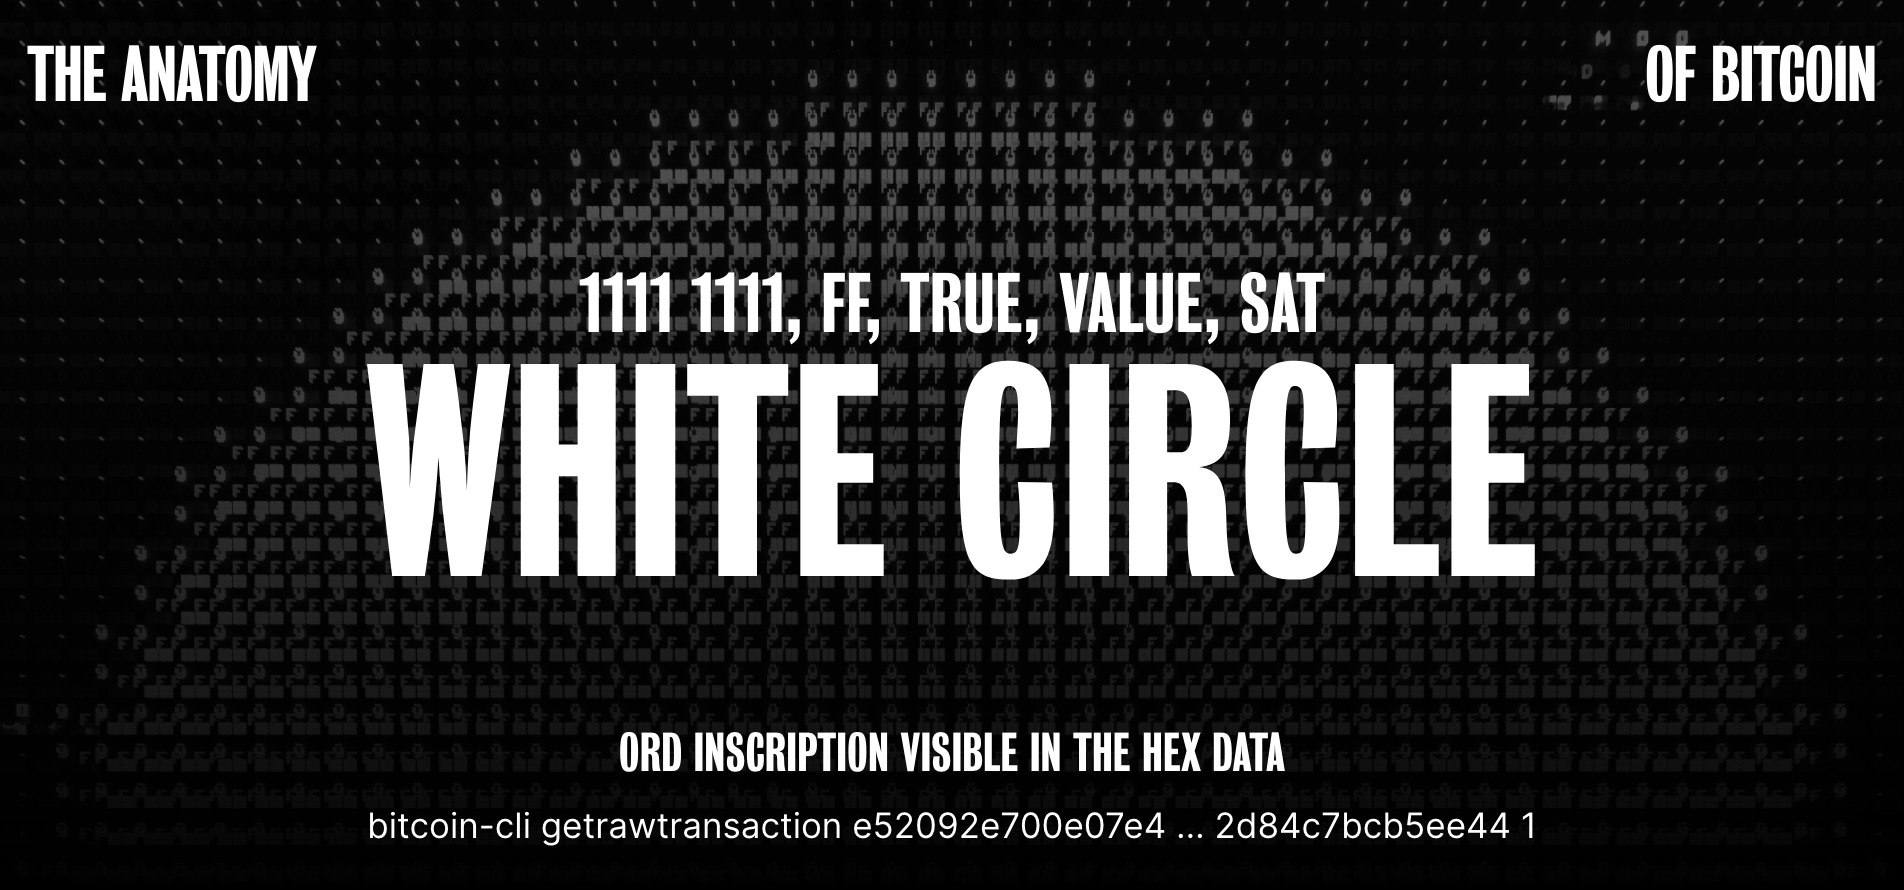 THE ANATOMY
OF BITCOIN
1111 1111, FF, TRUE, VALUE, SAT
WHITE CIRCLE
ORD INSCRIPTION VISIBLE IN THE HEX DATA
bitcoin-cli getrawtransaction e52092e700e07e4 ... 2d84c7bcb5ee44 1